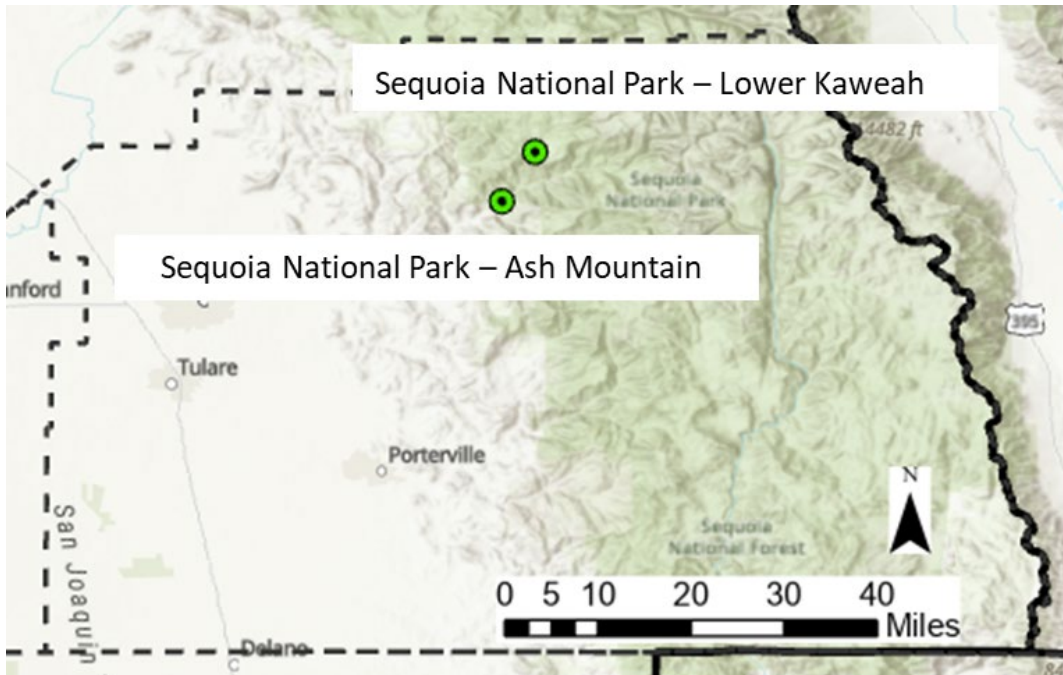 Sequoia National Park – Lower Kaweah
14482 ft
Sequoia
National Park
Sequoia National Park – Ash Mountain
anford
395
Tulare
Porterville
San Joaquin
Sequoia
National Forest
N
0 5 10 20 30 40
Miles
Delano